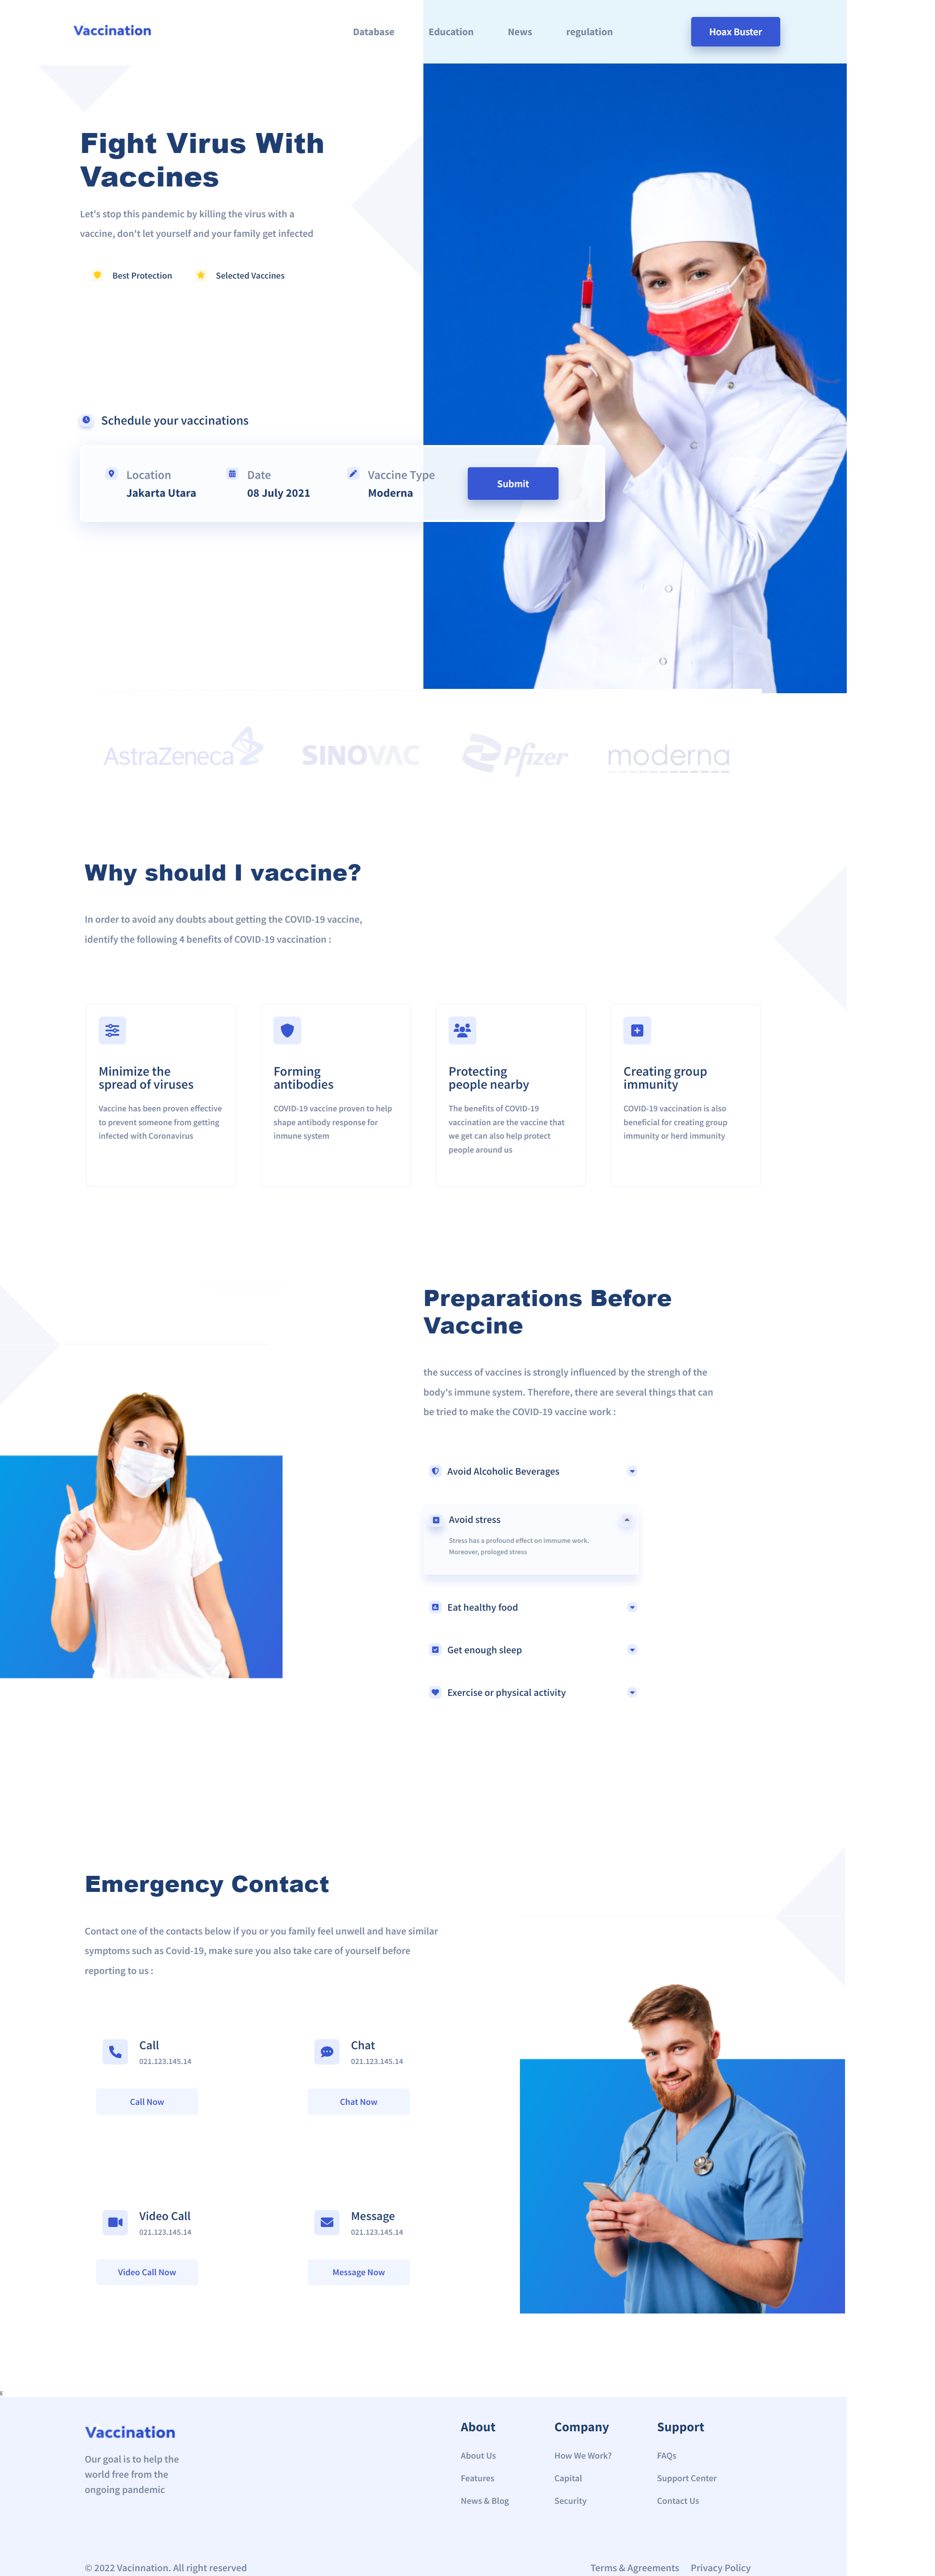 Vaccination
Database
Education
News
regulation
Hoax Buster
Fight Virus With
Vaccines
Let's stop this pandemic by killing the virus with a
vaccine, don't let yourself and your family get infected
Best Protection
Selected Vaccines
Schedule your vaccinations
Location
Jakarta Utara
Date
08 July 2021
Vaccine Type
Moderna
Submit
AstraZeneca
SINOVAC
Pfizer
moderna
Why should I vaccine?
In order to avoid any doubts about getting the COVID-19 vaccine,
identify the following 4 benefits of COVID-19 vaccination :
Minimize the
spread of viruses
Vaccine has been proven effective
to prevent someone from getting
infected with Coronavirus
Forming
antibodies
COVID-19 vaccine proven to help
shape antibody response for
inmune system
Protecting
people nearby
The benefits of COVID-19
vaccination are the vaccine that
we get can also help protect
people around us
Creating group
immunity
COVID-19 vaccination is also
beneficial for creating group
immunity or herd immunity
Preparations Before
Vaccine
the success of vaccines is strongly influenced by the strengh of the
body's immune system. Therefore, there are several things that can
be tried to make the COVID-19 vaccine work :
Avoid Alcoholic Beverages
Avoid stress
Stress has a profound effect on immume work.
Moreover, prologed stress
Eat healthy food
Get enough sleep
Exercise or physical activity
Emergency Contact
Contact one of the contacts below if you or you family feel unwell and have similar
symptoms such as Covid-19, make sure you also take care of yourself before
reporting to us :
Call
021.123.145.14
Call Now
Chat
021.123.145.14
Chat Now
Video Call
021.123.145.14
Video Call Now
Message
021.123.145.14
Message Now
Vaccination
Our goal is to help the
world free from the
ongoing pandemic
About
About Us
Features
News & Blog
Company
How We Work?
Capital
Security
Support
FAQs
Support Center
Contact Us
© 2022 Vacinnation. All right reserved
Terms & Agreements
Privacy Policy